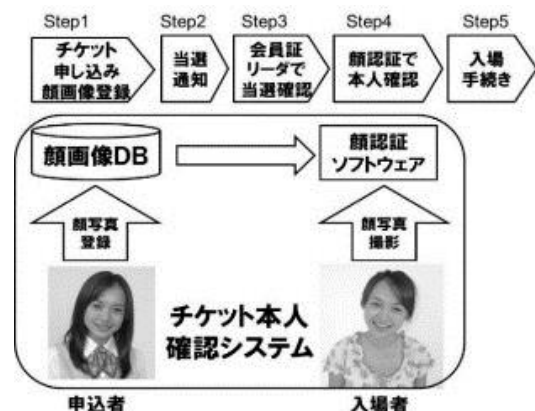 Step1
Step2
Step3
Step4
Step5
チケット
申し込み
顔画像登録
当選
通知
会員証
リーダで
当選確認
顔認証で
本人確認
入場
手続き
顔画像DB
顔認証
ソフトウェア
顔写真
登録
顔写真
撮影
チケット本人
確認システム
申込者
入場者